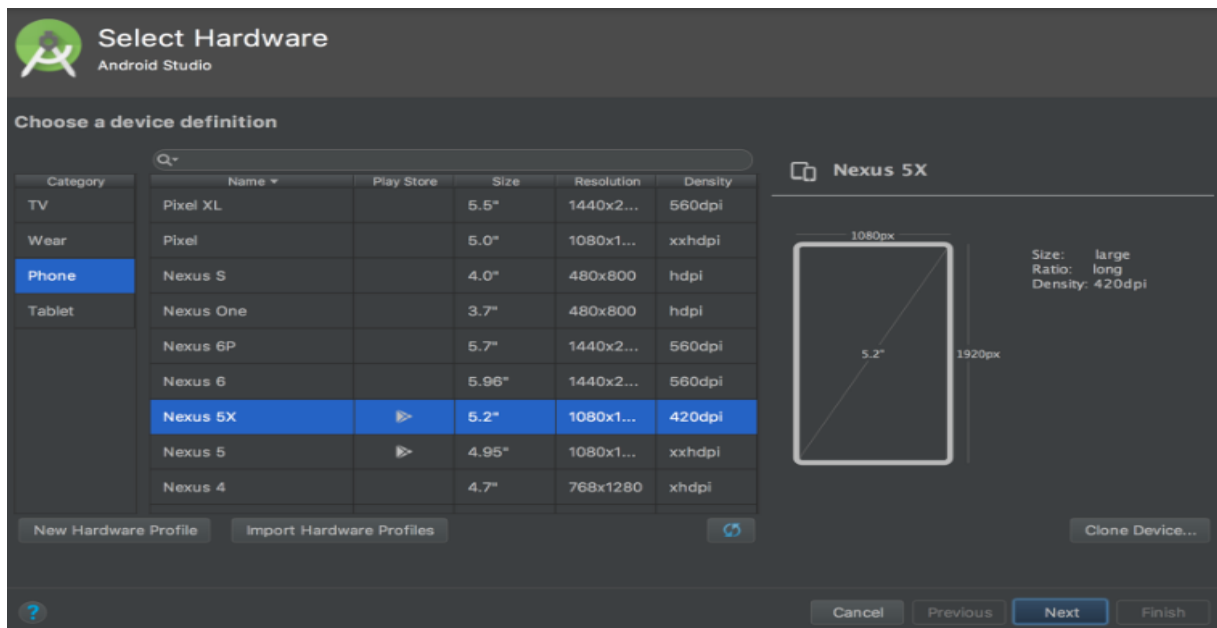 Select Hardware
Android Studio
Choose a device definition
Category
TV
Wear
Phone
Tablet
Name Play Store Size Resolution Density
Pixel XL 5.5" 1440x2... 560dpi
Pixel 5.0" 1080x1... xxhdpi
Nexus S 4.0" 480x800 hdpi
Nexus One 3.7" 480x800 hdpi
Nexus 6P 5.7" 1440x2... 560dpi
Nexus 6 5.96" 1440x2... 560dpi
Nexus 5X 5.2" 1080x1... 420dpi
Nexus 5 4.95" 1080x1... xxhdpi
Nexus 4 4.7" 768x1280 xhdpi
New Hardware Profile Import Hardware Profiles
Nexus 5X
1080px
5.2"
1920px
Size: large
Ratio: long
Density: 420dpi
Clone Device...
? Cancel Previous Next Finish